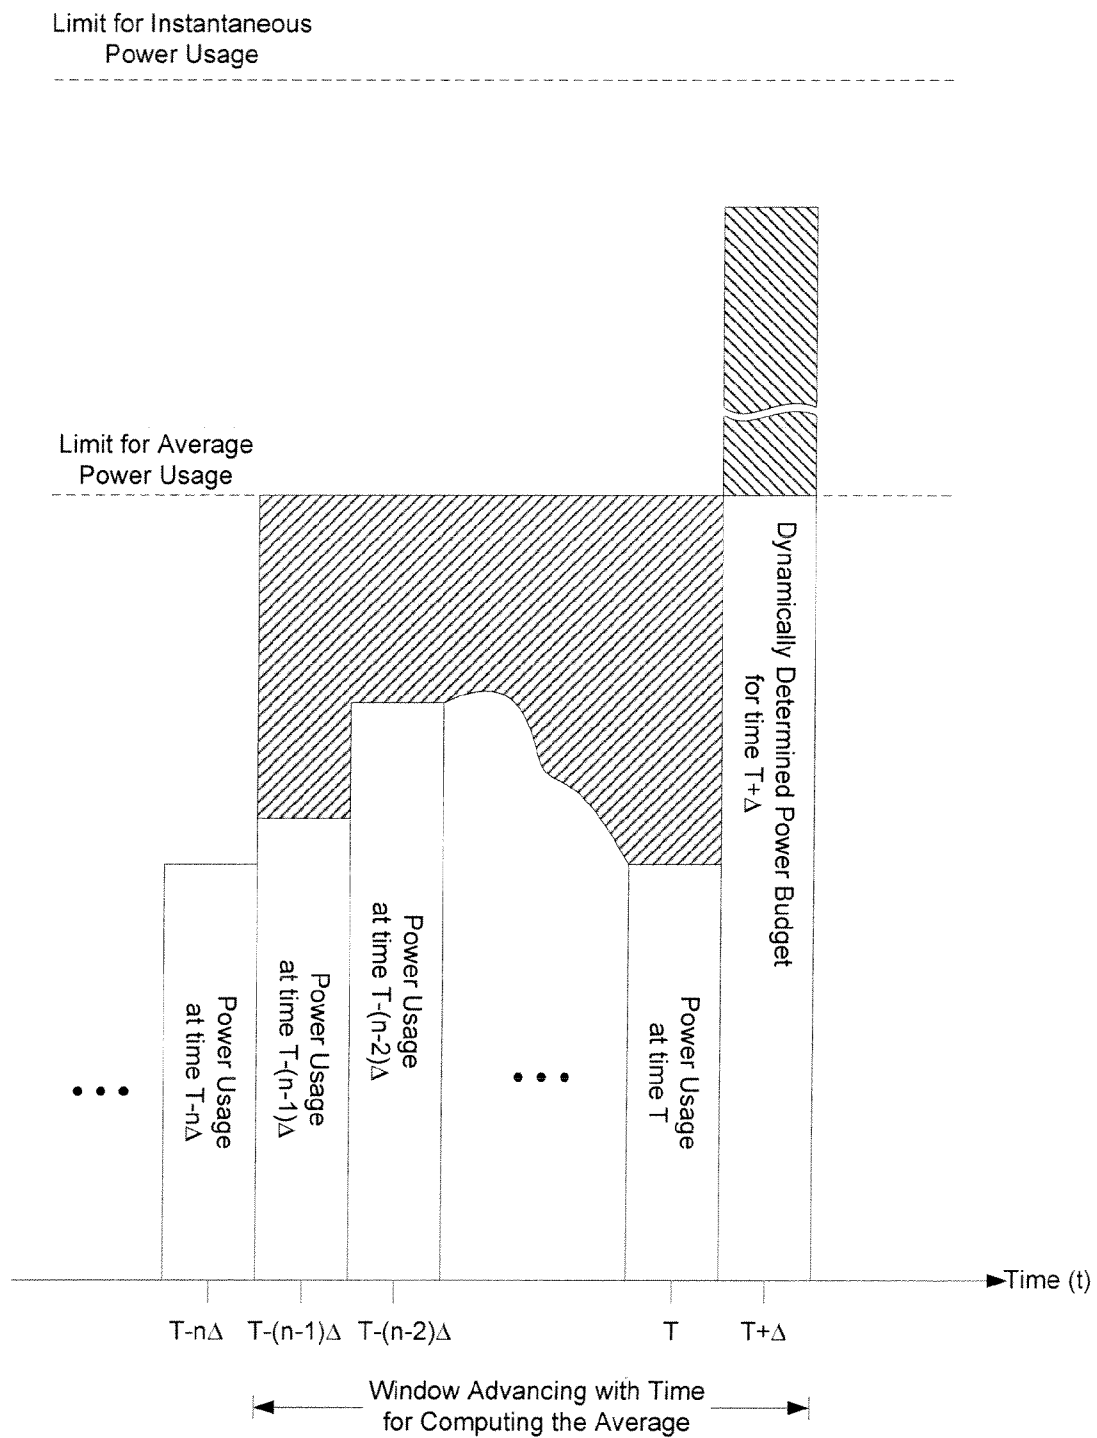 Limit for Instantaneous
Power Usage
Limit for Average
Power Usage
Dynamically Determined Power Budget
for time T+Δ
Power Usage
at time T-nΔ
Power Usage
at time T-(n-1)Δ
Power Usage
at time T-(n-2)Δ
Power Usage
at time T
Time (t)
T-nΔ
T-(n-1)Δ
T-(n-2)Δ
T
T+Δ
Window Advancing with Time
for Computing the Average